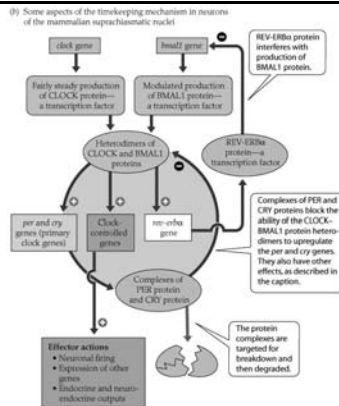 (b) Some aspects of the timekeeping mechanism in neurons
of the mammalian suprachiasmatic nuclei
clock gene
bmal1 gene
REV-ERBα protein
interferes with
production of
BMAL1 protein.
Fairly steady production
of CLOCK protein—
a transcription factor
Modulated production
of BMAL1 protein—
a transcription factor
Heterodimers of
CLOCK and BMAL1
proteins
REV-ERBα
protein—a
transcription factor
per and cry
genes (primary
clock genes)
Clock-
controlled
genes
rev-erbα
gene
Complexes of PER and
CRY proteins block the
ability of the CLOCK–
BMAL1 protein hetero-
dimers to upregulate
the per and cry genes.
They also have other
effects, as described in
the caption.
Complexes of
PER protein
and CRY protein
Effector actions
• Neuronal firing
• Expression of other
genes
• Endocrine and neuro-
endocrine outputs
The protein
complexes are
targeted for
breakdown and
then degraded.